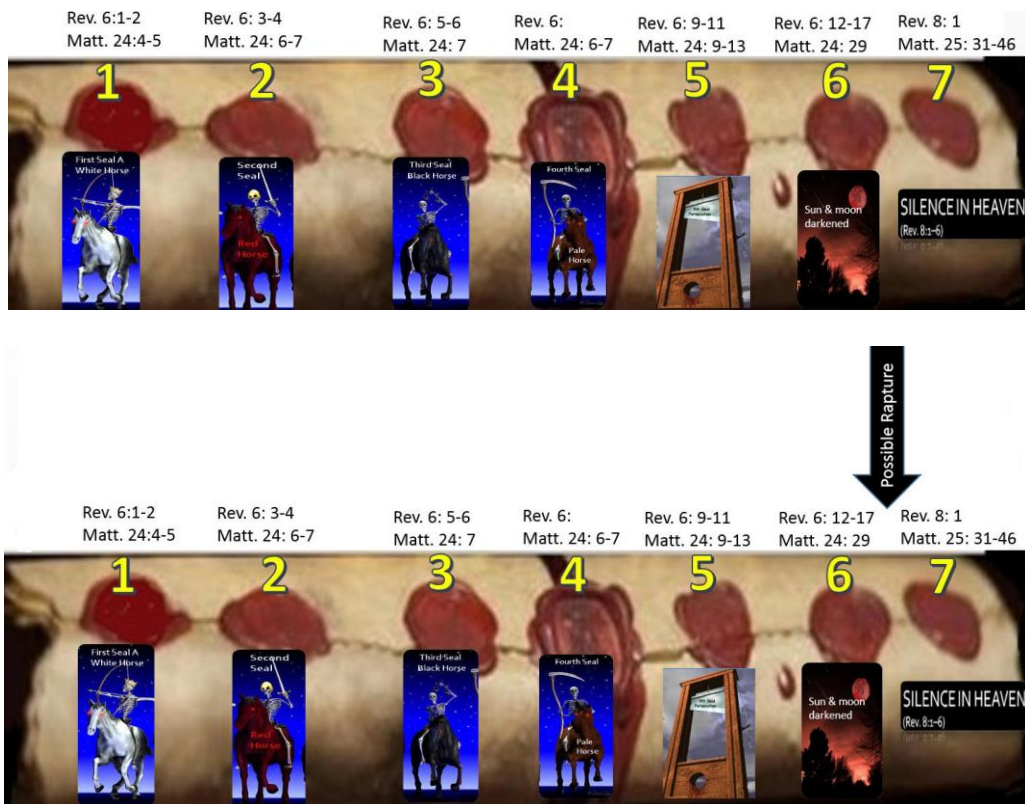 Rev. 6:1-2
Matt. 24:4-5
Rev. 6: 3-4
Matt. 24: 6-7
Rev. 6: 5-6
Matt. 24: 7
Rev. 6:
Matt. 24: 6-7
Rev. 6: 9-11
Matt. 24: 9-13
Rev. 6: 12-17
Matt. 24: 29
Rev. 8: 1
Matt. 25: 31-46
1
2
3
4
5
6
7
First Seal A
White Horse
Second
Seal
Red
Horse
Third Seal
Black Horse
Fourth Seal
Pale
Horse
Sun & moon
darkened
SILENCE IN HEAVEN
(Rev. 8:1–6)
Possible Rapture
Rev. 6:1-2
Matt. 24:4-5
Rev. 6: 3-4
Matt. 24: 6-7
Rev. 6: 5-6
Matt. 24: 7
Rev. 6:
Matt. 24: 6-7
Rev. 6: 9-11
Matt. 24: 9-13
Rev. 6: 12-17
Matt. 24: 29
Rev. 8: 1
Matt. 25: 31-46
1
2
3
4
5
6
7
First Seal A
White Horse
Second
Seal
Red
Horse
Third Seal
Black Horse
Fourth Seal
Pale
Horse
Sun & moon
darkened
SILENCE IN HEAVEN
(Rev. 8:1–6)